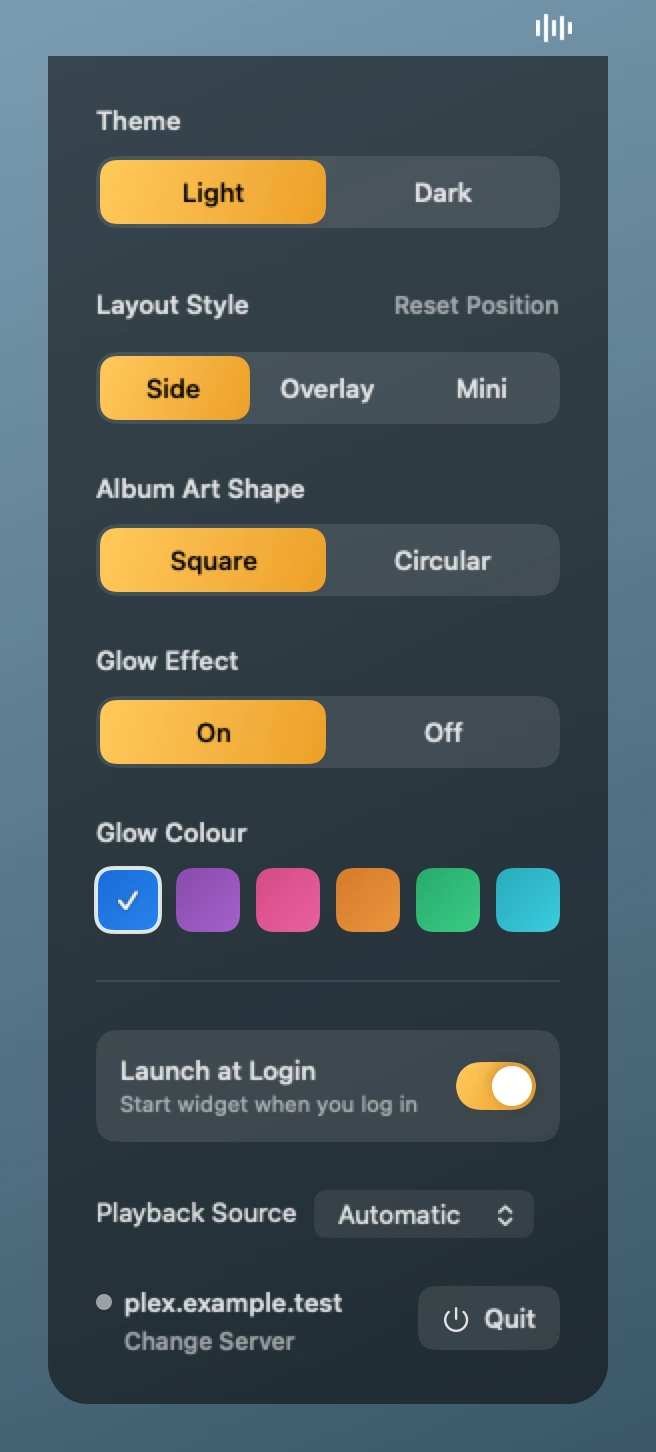 Theme
Light Dark
Layout Style Reset Position
Side Overlay Mini
Album Art Shape
Square Circular
Glow Effect
On Off
Glow Colour
Launch at Login
Start widget when you log in
Playback Source Automatic
plex.example.test
Change Server
Quit